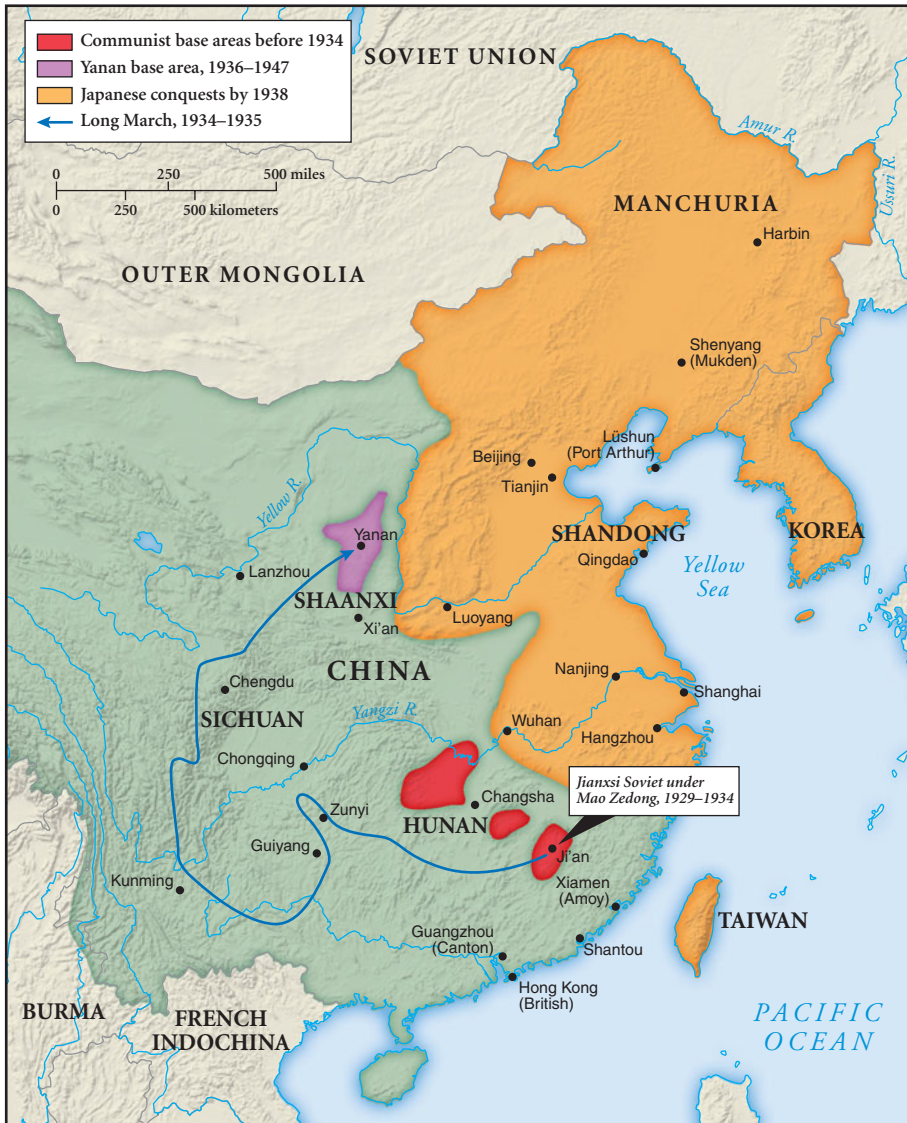 Communist base areas before 1934
Yanan base area, 1936–1947
Japanese conquests by 1938
Long March, 1934–1935
0 250 500 miles
0 250 500 kilometers
SOVIET UNION
Amur R.
Ussuri R.
MANCHURIA
Harbin
OUTER MONGOLIA
Shenyang
(Mukden)
Lüshun
(Port Arthur)
Beijing
Tianjin
Yellow R.
Yanan
SHANDONG
Qingdao
KOREA
Yellow
Sea
Lanzhou
SHAANXI
Luoyang
Xi'an
CHINA
Nanjing
Shanghai
Chengdu
SICHUAN
Yangzi R.
Wuhan
Hangzhou
Chongqing
Jianxsi Soviet under
Mao Zedong, 1929–1934
Changsha
Zunyi
HUNAN
Guiyang
Ji'an
Kunming
Xiamen
(Amoy)
TAIWAN
Guangzhou
(Canton)
Shantou
Hong Kong
(British)
BURMA
FRENCH
INDOCHINA
PACIFIC
OCEAN